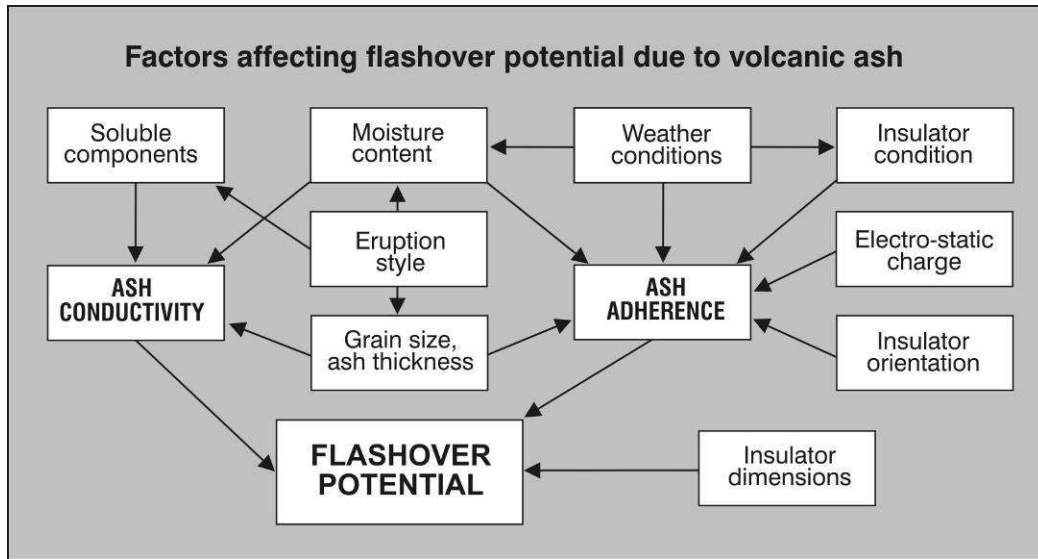 Factors affecting flashover potential due to volcanic ash
Soluble
components
Moisture
content
Weather
conditions
Insulator
condition
Eruption
style
Electro-static
charge
ASH
CONDUCTIVITY
ASH
ADHERENCE
Grain size,
ash thickness
Insulator
orientation
FLASHOVER
POTENTIAL
Insulator
dimensions